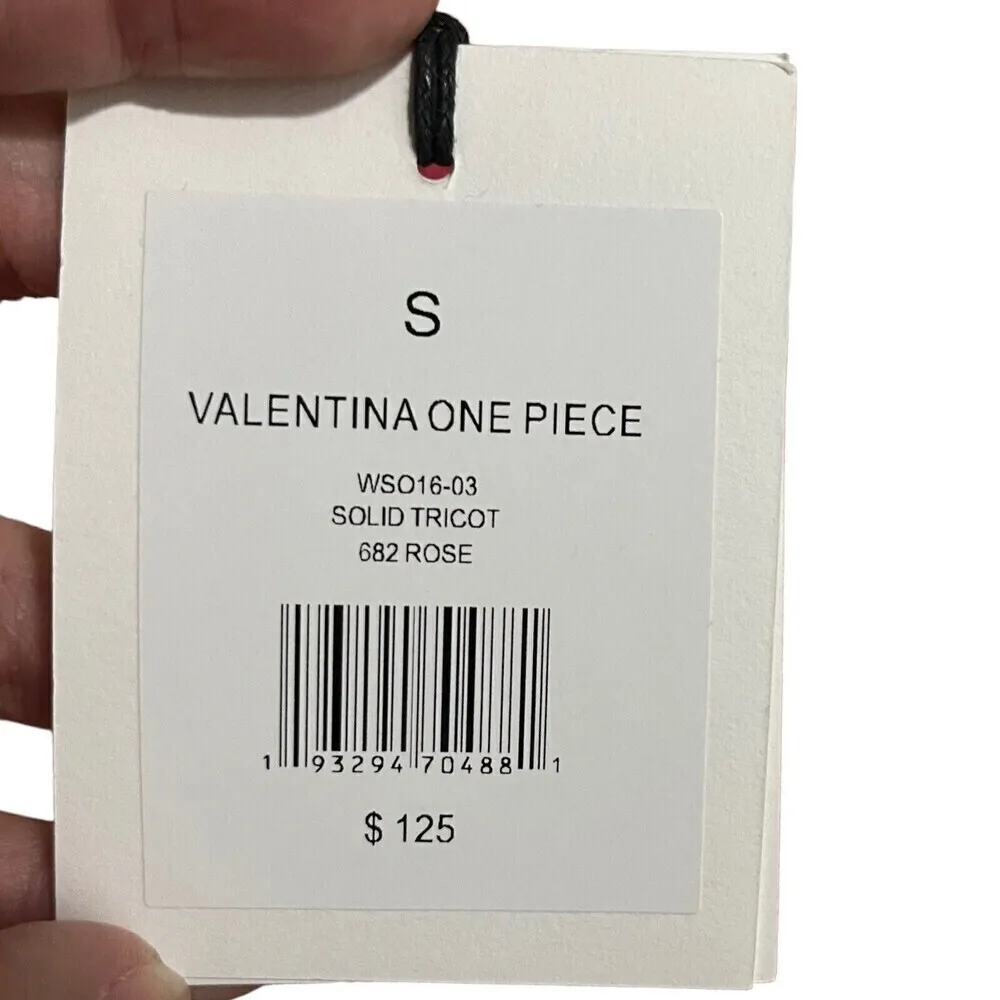 S
VALENTINA ONE PIECE
WSO16-03
SOLID TRICOT
682 ROSE
1 93294 70488 1
$ 125